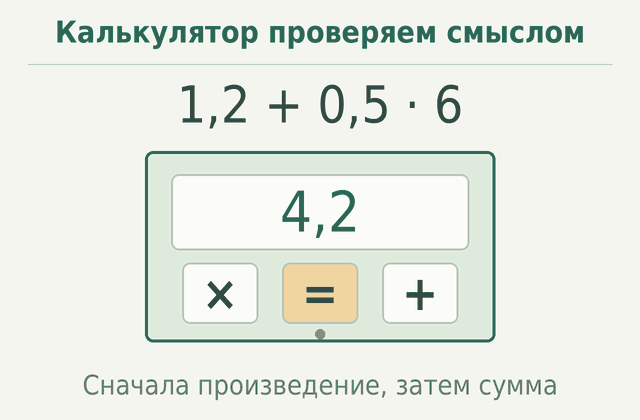 Калькулятор проверяем смыслом
1,2 + 0,5 · 6
4,2
× = +
Сначала произведение, затем сумма